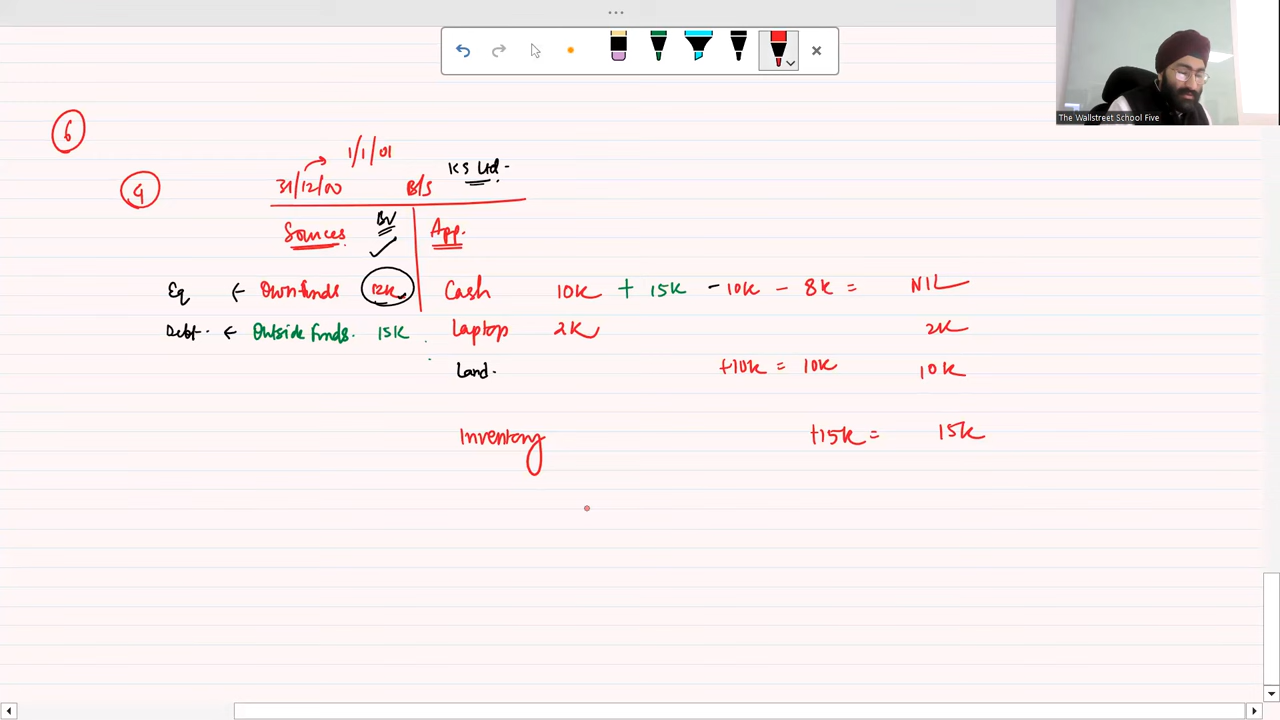 The Wallstreet School Five
6
1/1/01
G
31/12/00 B/S KS Ltd.
Sources BV App.
Eq ← Own funds 12K Cash 10K + 15K - 10K - 8K = NIL
Debt ← Outside funds. 15K Laptop 2K 2K
Land. +10K = 10K 10K
Inventory +15K = 15K